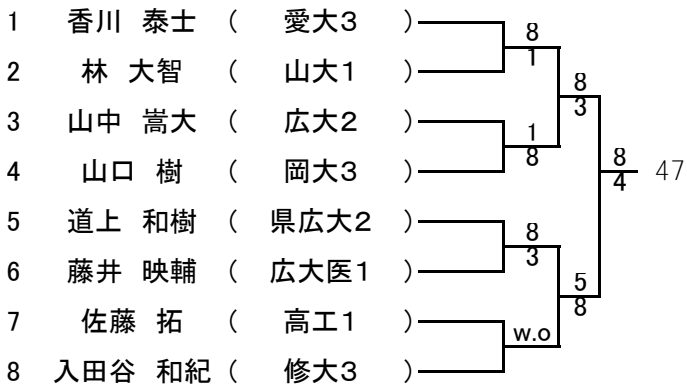 1 香川 泰士 ( 愛大3 )
8
1
2 林 大智 ( 山大1 )
8
3
3 山中 嵩大 ( 広大2 )
1
8
4 山口 樹 ( 岡大3 )
8
4
47
5 道上 和樹 ( 県広大2 )
8
3
6 藤井 映輔 ( 広大医1 )
5
8
7 佐藤 拓 ( 高工1 )
w.o
8 入田谷 和紀 ( 修大3 )